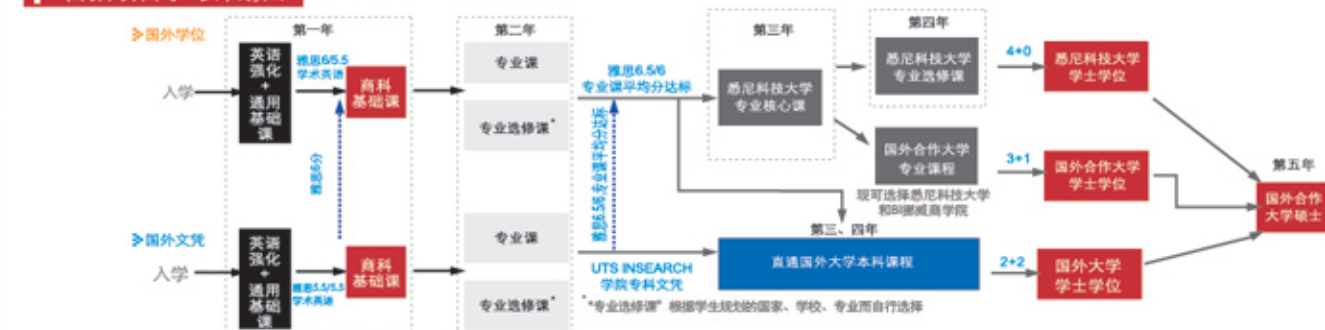 第一年
第二年
第三年
第四年
国外学位
入学
英语
强化
+
通用
基础
课
雅思6/5.5
学术英语
商科
基础课
雅思6分
专业课
专业选修课*
雅思6.5/6
专业课平均分达标
雅思6.5/6专业课平均分达标
悉尼科技大学
专业核心课
悉尼科技大学
专业选修课
4+0
悉尼科技大学
学士学位
国外合作大学
专业课程
现可选择悉尼科技大学
和BI挪威商学院
3+1
国外合作大学
学士学位
第五年
国外合作
大学硕士
国外文凭
入学
英语
强化
+
通用
基础
课
雅思5.5/5.5
学术英语
商科
基础课
专业课
专业选修课*
UTS INSEARCH
学院专科文凭
第三、四年
直通国外大学本科课程
2+2
国外大学
学士学位
*“专业选修课”根据学生规划的国家、学校、专业而自行选择